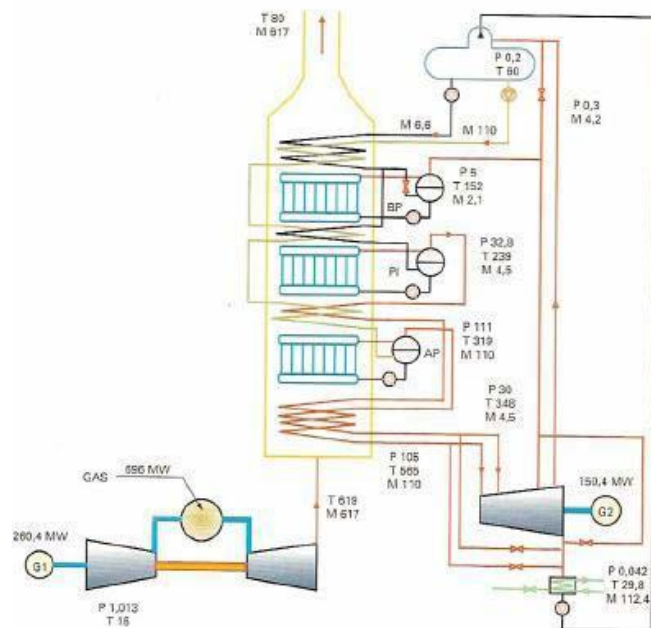 T 80
M 617
P 0,2
T 60
P 0,3
M 4,2
M 6,6
M 110
P 5
T 152
M 2,1
BP
P 32,8
T 239
M 4,5
PI
P 111
T 319
M 110
AP
P 30
T 348
M 4,5
P 105
T 565
M 110
696 MW
GAS
T 619
M 617
150,4 MW
G2
260,4 MW
G1
P 1,013
T 15
P 0,042
T 29,8
M 112,4